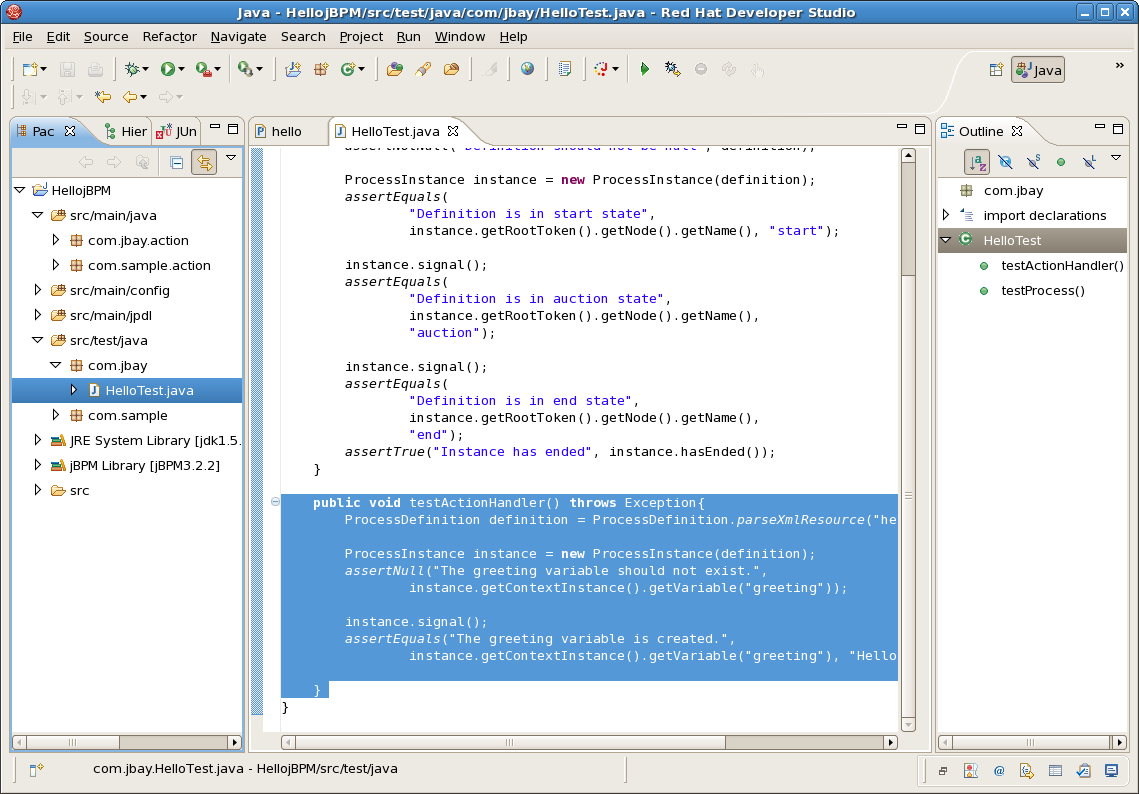 Java - HellojBPM/src/test/java/com/jbay/HelloTest.java - Red Hat Developer Studio
File Edit Source Refactor Navigate Search Project Run Window Help
Java »
Pac Hier JUn
HellojBPM
src/main/java
com.jbay.action
com.sample.action
src/main/config
src/main/jpdl
src/test/java
com.jbay
HelloTest.java
com.sample
JRE System Library [jdk1.5.
jBPM Library [jBPM3.2.2]
src
hello HelloTest.java
assertNotNull("Definition should not be null", definition);
ProcessInstance instance = new ProcessInstance(definition);
assertEquals(
"Definition is in start state",
instance.getRootToken().getNode().getName(), "start");
instance.signal();
assertEquals(
"Definition is in auction state",
instance.getRootToken().getNode().getName(),
"auction");
instance.signal();
assertEquals(
"Definition is in end state",
instance.getRootToken().getNode().getName(),
"end");
assertTrue("Instance has ended", instance.hasEnded());
}
public void testActionHandler() throws Exception{
ProcessDefinition definition = ProcessDefinition.parseXmlResource("he
ProcessInstance instance = new ProcessInstance(definition);
assertNull("The greeting variable should not exist.",
instance.getContextInstance().getVariable("greeting"));
instance.signal();
assertEquals("The greeting variable is created.",
instance.getContextInstance().getVariable("greeting"), "Hello
}
}
Outline
com.jbay
import declarations
HelloTest
testActionHandler()
testProcess()
com.jbay.HelloTest.java - HellojBPM/src/test/java